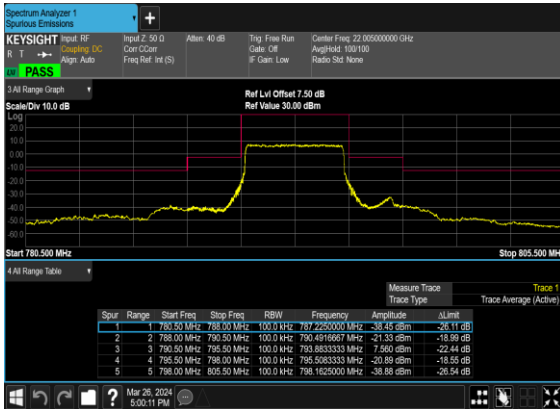 Spectrum Analyzer 1
Spurious Emissions
+
KEYSIGHT Input: RF Input Z: 50 Ω Atten: 40 dB Trig: Free Run Center Freq: 22.005000000 GHz
R T Coupling: DC Corr CCorr Gate: Off Avg|Hold: 100/100
Align: Auto Freq Ref: Int (S) IF Gain: Low Radio Std: None
PASS
3 All Range Graph
Ref Lvl Offset 7.50 dB
Scale/Div 10.0 dB Ref Value 30.00 dBm
Log
20.0
10.0
0.00
-10.0
-20.0
-30.0
-40.0
-50.0
-60.0
Start 780.500 MHz Stop 805.500 MH
4 All Range Table
Measure Trace Trace 1
Trace Type Trace Average (Active)
Spur Range Start Freq Stop Freq RBW Frequency Amplitude ΔLimit
1 1 780.50 MHz 788.00 MHz 100.0 kHz 787.2250000 MHz -38.45 dBm -26.11 dB
2 2 788.00 MHz 790.50 MHz 100.0 kHz 790.4916667 MHz -21.33 dBm -18.99 dB
3 3 790.50 MHz 795.50 MHz 100.0 kHz 793.8833333 MHz 7.560 dBm -22.44 dB
4 4 795.50 MHz 798.00 MHz 100.0 kHz 795.5083333 MHz -20.89 dBm -18.55 dB
5 5 798.00 MHz 805.50 MHz 100.0 kHz 798.1625000 MHz -38.88 dBm -26.54 dB
? Mar 26, 2024
5:00:11 PM